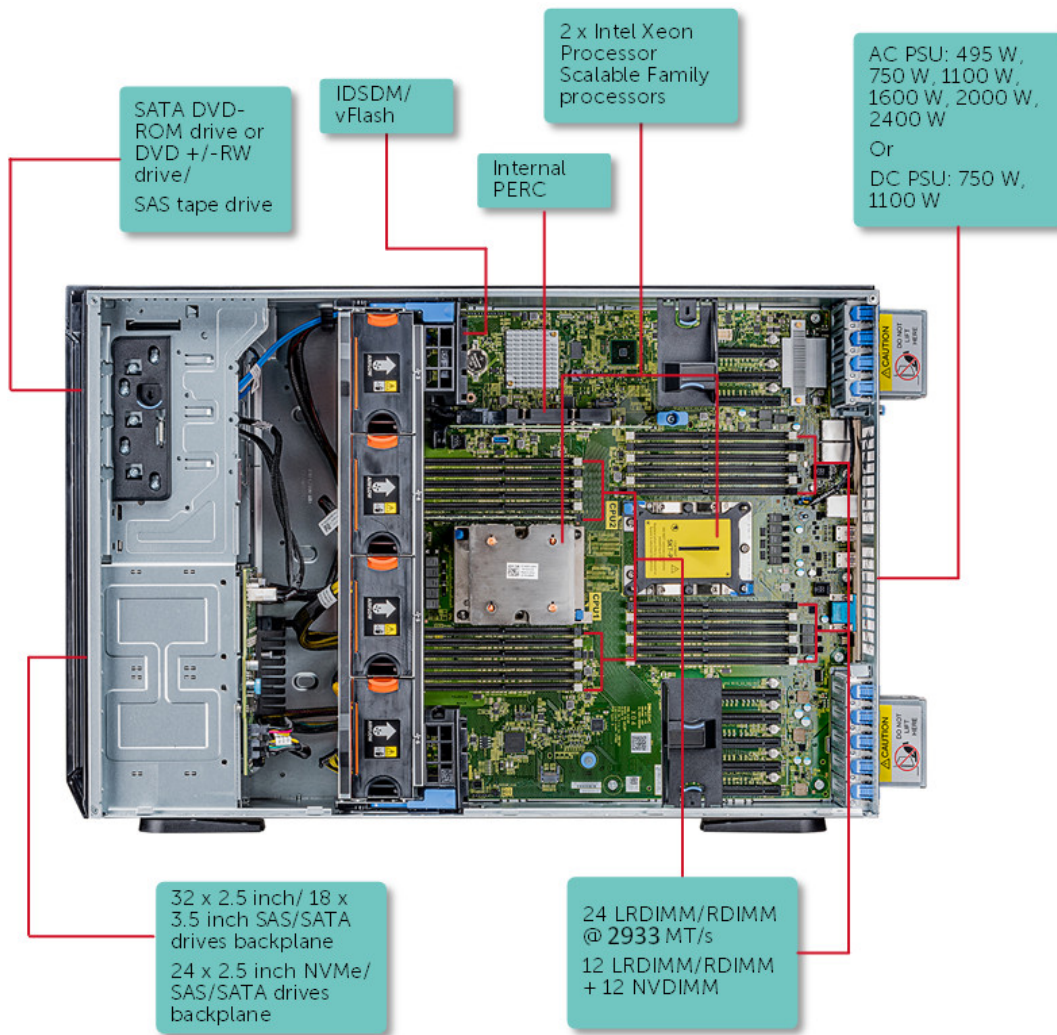 2 x Intel Xeon
Processor
Scalable Family
processors
AC PSU: 495 W,
750 W, 1100 W,
1600 W, 2000 W,
2400 W
Or
DC PSU: 750 W,
1100 W
SATA DVD-
ROM drive or
DVD +/-RW
drive/
SAS tape drive
IDSDM/
vFlash
Internal
PERC
CAUTION
DO NOT
LIFT
HERE
CPU2
CPU1
CAUTION
DO NOT
LIFT
HERE
32 x 2.5 inch/ 18 x
3.5 inch SAS/SATA
drives backplane
24 x 2.5 inch NVMe/
SAS/SATA drives
backplane
24 LRDIMM/RDIMM
@ 2933 MT/s
12 LRDIMM/RDIMM
+ 12 NVDIMM